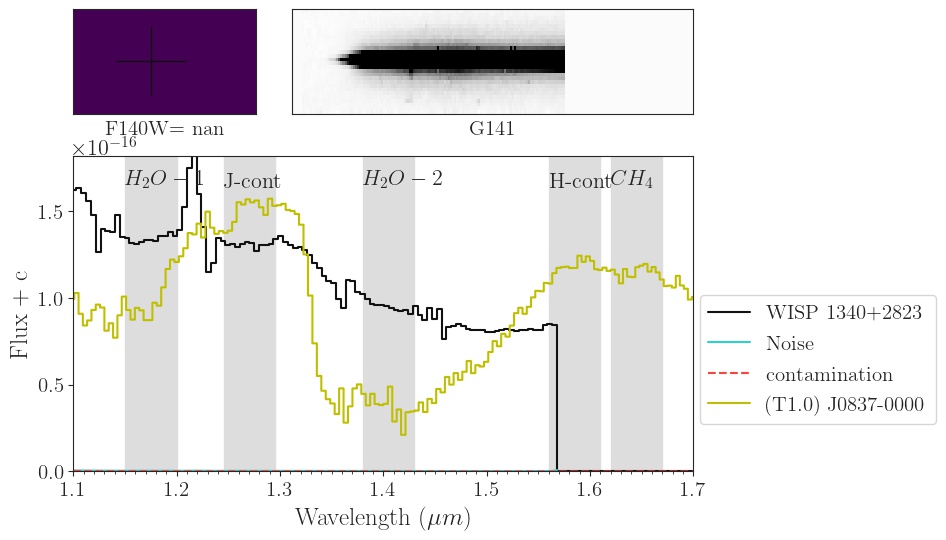 F140W= nan
G141
×10⁻¹⁶
H₂O − 1
J-cont
H₂O − 2
H-cont
CH₄
1.5
1.0
0.5
0.0
Flux + c
1.1 1.2 1.3 1.4 1.5 1.6 1.7
Wavelength (μm)
WISP 1340+2823
Noise
contamination
(T1.0) J0837-0000